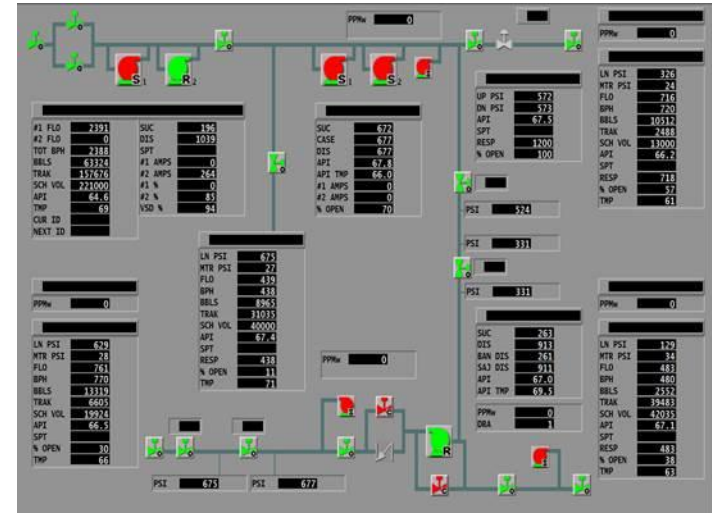 PPMw 0
PPMw 0
S 1
R 2
S 1
S 2
#1 FLO 2391
#2 FLO 0
TOT BPH 2388
BBLS 63324
TRAK 157676
SCH VOL 221000
API 64.6
TMP 69
CUR ID
NEXT ID
SUC 196
DIS 1039
SPT
#1 AMPS 0
#2 AMPS 264
#1 % 0
#2 % 85
VSD % 94
SUC 672
CASE 677
DIS 677
API 67.8
API TMP 66.0
#1 AMPS 0
#2 AMPS 0
% OPEN 70
UP PSI 572
DN PSI 573
API 67.5
SPT
RESP 1200
% OPEN 100
LN PSI 326
MTR PSI 24
FLO 716
BPH 720
BBLS 10512
TRAK 2488
SCH VOL 13000
API 66.2
SPT
RESP 718
% OPEN 57
TMP 61
PSI 524
PSI 331
PSI 331
LN PSI 675
MTR PSI 27
FLO 439
BPH 438
BBLS 8965
TRAK 31035
SCH VOL 40000
API 67.4
SPT
RESP 438
% OPEN 11
TMP 71
PPMw 0
LN PSI 629
MTR PSI 28
FLO 761
BPH 770
BBLS 13319
TRAK 6605
SCH VOL 19924
API 66.5
SPT
% OPEN 30
TMP 66
PPMw 0
SUC 263
DIS 913
BAN DIS 261
SAJ DIS 911
API 67.0
API TMP 69.5
PPMw 0
DRA 1
PPMw 0
LN PSI 129
MTR PSI 34
FLO 483
BPH 480
BBLS 2552
TRAK 39483
SCH VOL 42035
API 67.1
SPT
RESP 483
% OPEN 38
TMP 63
R
PSI 675
PSI 677